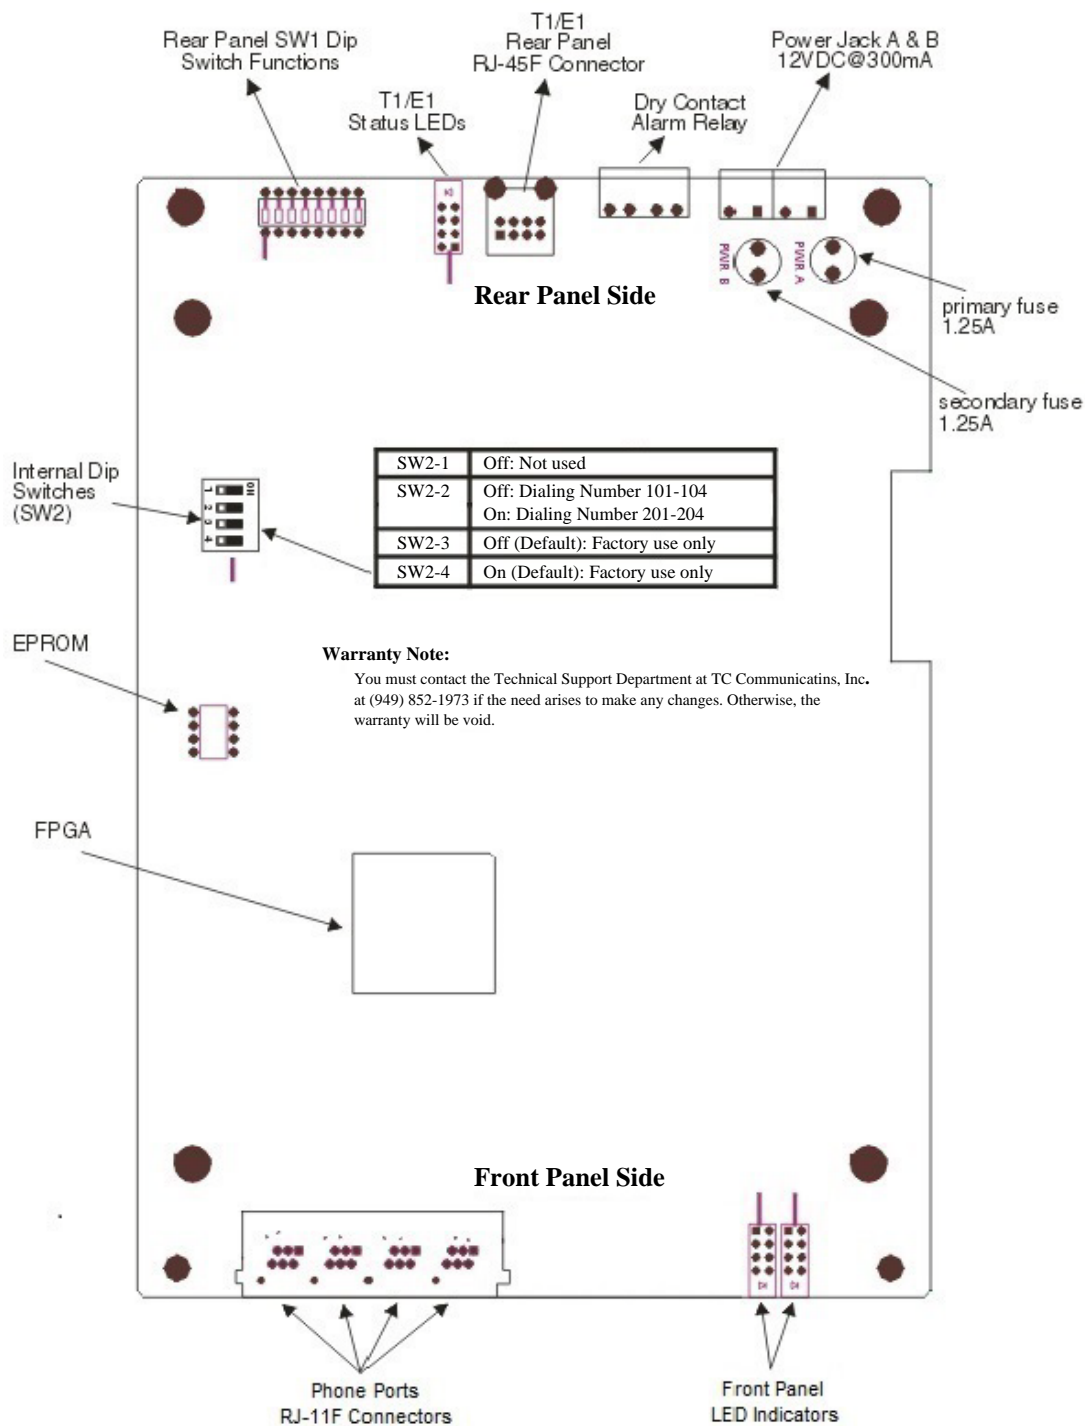 T1/E1
Rear Panel
RJ-45F Connector
Rear Panel SW1 Dip
Switch Functions
Power Jack A & B
12VDC@300mA
T1/E1
Status LEDs
Dry Contact
Alarm Relay
PWR B
PWR A
Rear Panel Side
primary fuse
1.25A
secondary fuse
1.25A
Internal Dip
Switches
(SW2)
ON
1
2
3
4
SW2-1 Off: Not used
SW2-2 Off: Dialing Number 101-104
On: Dialing Number 201-204
SW2-3 Off (Default): Factory use only
SW2-4 On (Default): Factory use only
EPROM
Warranty Note:
You must contact the Technical Support Department at TC Communicatins, Inc.
at (949) 852-1973 if the need arises to make any changes. Otherwise, the
warranty will be void.
FPGA
Front Panel Side
Phone Ports
RJ-11F Connectors
Front Panel
LED Indicators